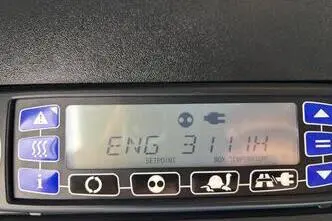 ENG 3111H
SETPOINT BOX TEMPERATURE
i